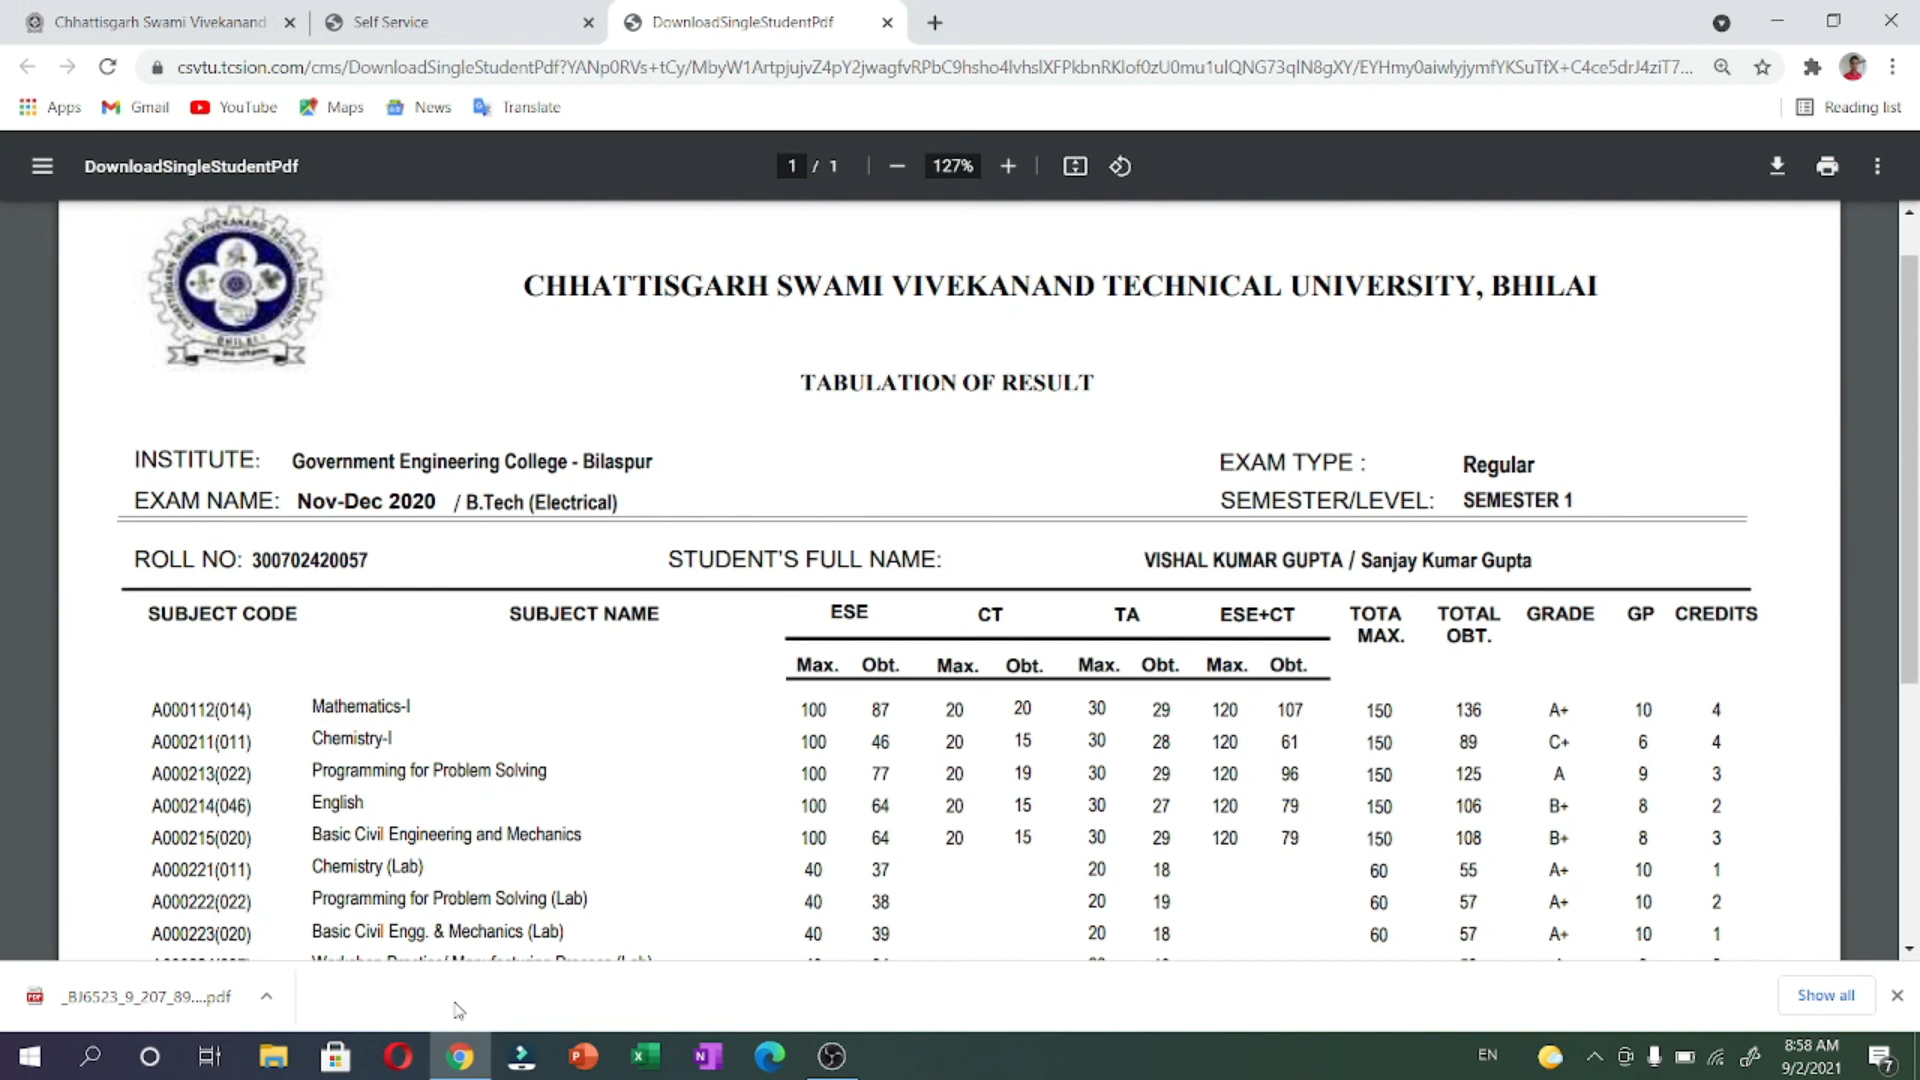 Chhattisgarh Swami Vivekanand
Self Service
DownloadSingleStudentPdf
csvtu.tcsion.com/cms/DownloadSingleStudentPdf?
Apps Gmail YouTube Maps News Translate Reading list
DownloadSingleStudentPdf 1 / 1 127%
CHHATTISGARH SWAMI VIVEKANAND TECHNICAL UNIVERSITY, BHILAI
TABULATION OF RESULT
INSTITUTE: Government Engineering College - Bilaspur EXAM TYPE : Regular
EXAM NAME: Nov-Dec 2020 / B.Tech (Electrical) SEMESTER/LEVEL: SEMESTER 1
ROLL NO: 300702420057 STUDENT'S FULL NAME: VISHAL KUMAR GUPTA / Sanjay Kumar Gupta
SUBJECT CODE SUBJECT NAME ESE CT TA ESE+CT TOTA MAX. TOTAL OBT. GRADE GP CREDITS
Max. Obt. Max. Obt. Max. Obt. Max. Obt.
A000112(014) Mathematics-I 100 87 20 20 30 29 120 107 150 136 A+ 10 4
A000211(011) Chemistry-I 100 46 20 15 30 28 120 61 150 89 C+ 6 4
A000213(022) Programming for Problem Solving 100 77 20 19 30 29 120 96 150 125 A 9 3
A000214(046) English 100 64 20 15 30 27 120 79 150 106 B+ 8 2
A000215(020) Basic Civil Engineering and Mechanics 100 64 20 15 30 29 120 79 150 108 B+ 8 3
A000221(011) Chemistry (Lab) 40 37 20 18 60 55 A+ 10 1
A000222(022) Programming for Problem Solving (Lab) 40 38 20 19 60 57 A+ 10 2
A000223(020) Basic Civil Engg. & Mechanics (Lab) 40 39 20 18 60 57 A+ 10 1
_BJ6523_9_207_89....pdf Show all
EN 8:58 AM
9/2/2021 7